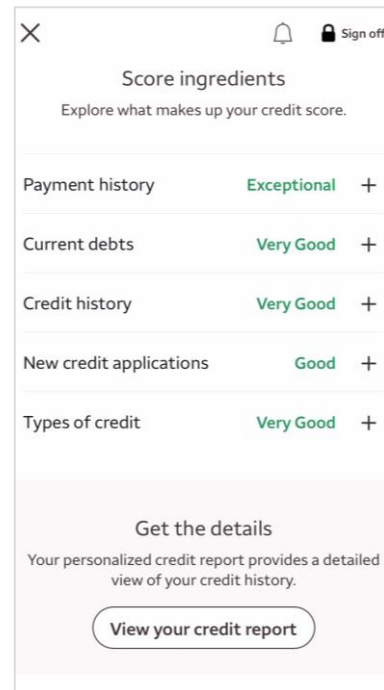 Sign off
Score ingredients
Explore what makes up your credit score.
Payment history Exceptional
Current debts Very Good
Credit history Very Good
New credit applications Good
Types of credit Very Good
Get the details
Your personalized credit report provides a detailed
view of your credit history.
View your credit report